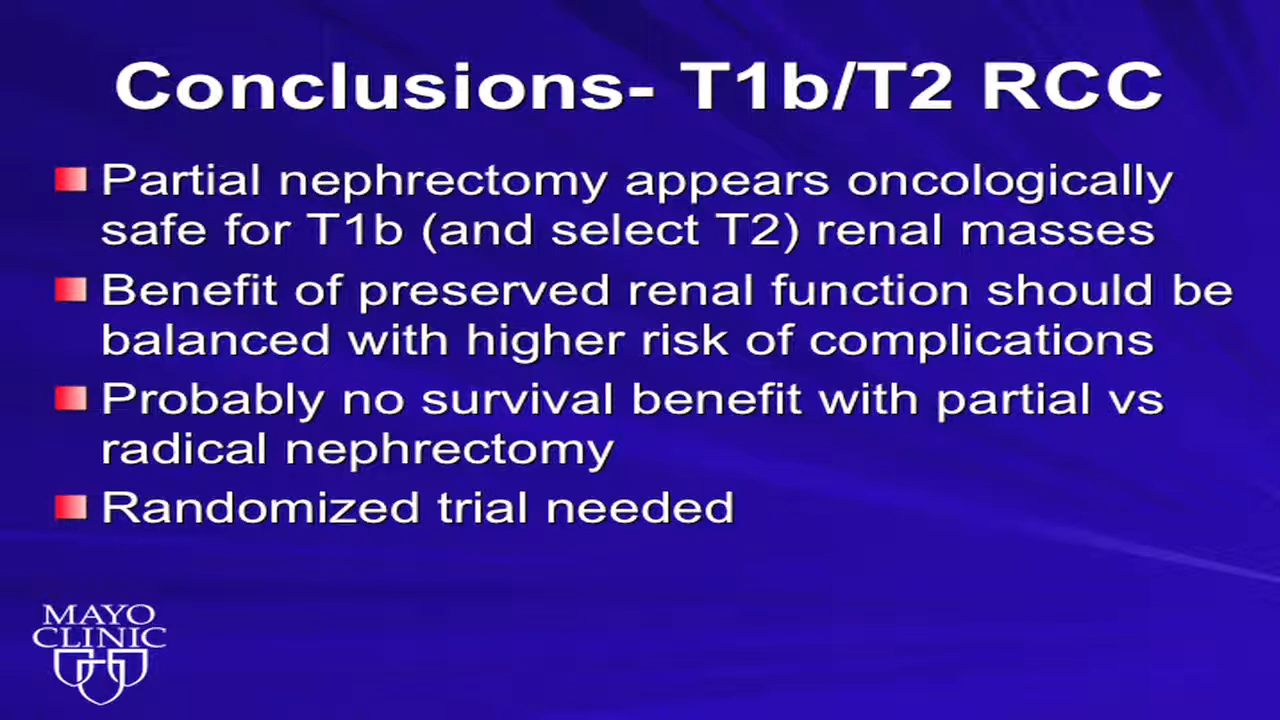 Conclusions- T1b/T2 RCC
Partial nephrectomy appears oncologically
safe for T1b (and select T2) renal masses
Benefit of preserved renal function should be
balanced with higher risk of complications
Probably no survival benefit with partial vs
radical nephrectomy
Randomized trial needed
MAYO
CLINIC